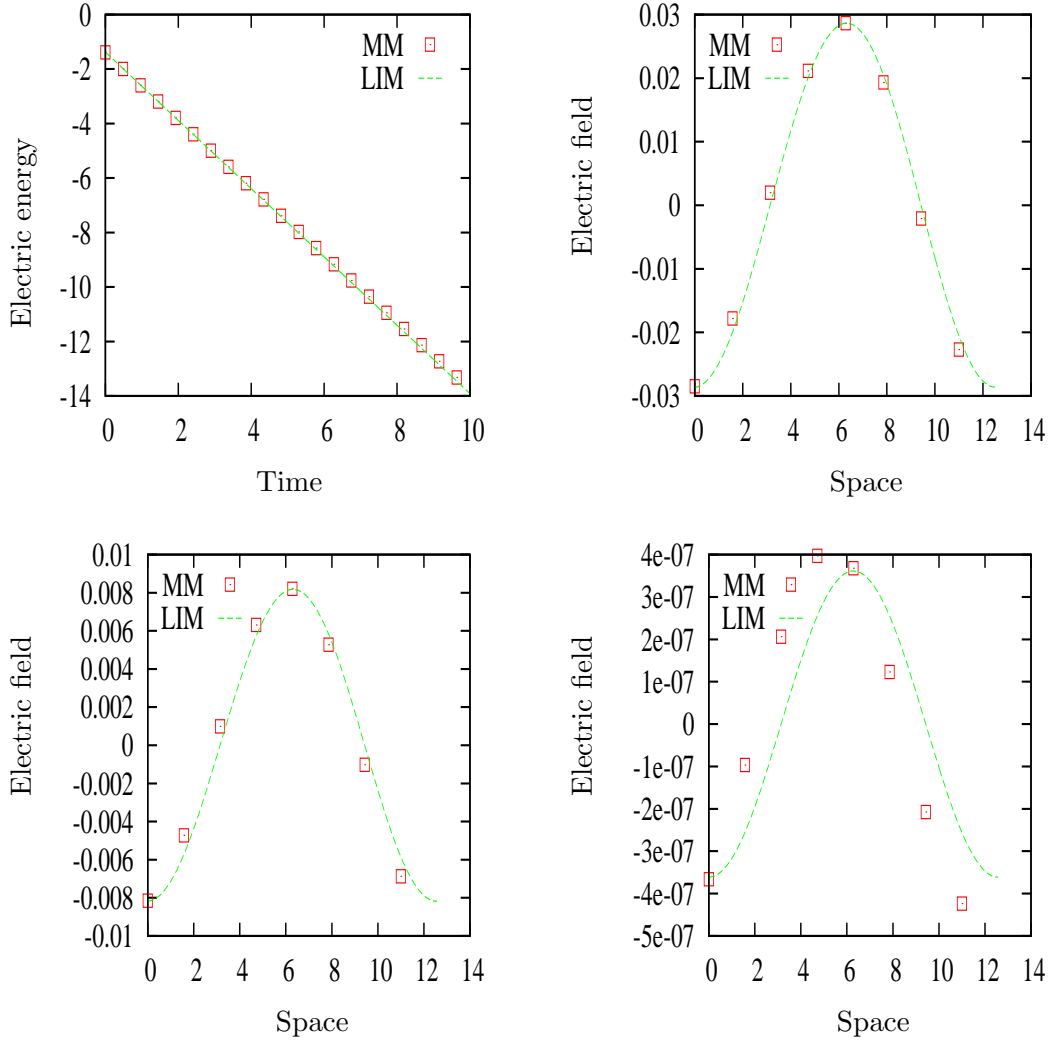 0
-2
-4
-6
-8
-10
-12
-14
0 2 4 6 8 10
Electric energy
Time
MM
LIM
0.03
0.02
0.01
0
-0.01
-0.02
-0.03
0 2 4 6 8 10 12 14
Electric field
Space
MM
LIM
0.01
0.008
0.006
0.004
0.002
0
-0.002
-0.004
-0.006
-0.008
-0.01
0 2 4 6 8 10 12 14
Electric field
Space
MM
LIM
4e-07
3e-07
2e-07
1e-07
0
-1e-07
-2e-07
-3e-07
-4e-07
-5e-07
0 2 4 6 8 10 12 14
Electric field
Space
MM
LIM